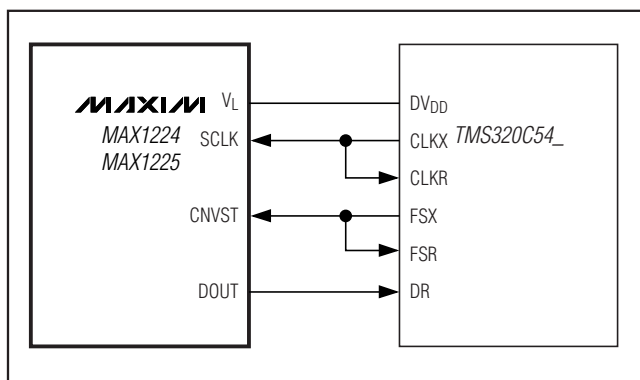 MAXIM
MAX1224
MAX1225
VL
SCLK
CNVST
DOUT
TMS320C54_
DVDD
CLKX
CLKR
FSX
FSR
DR